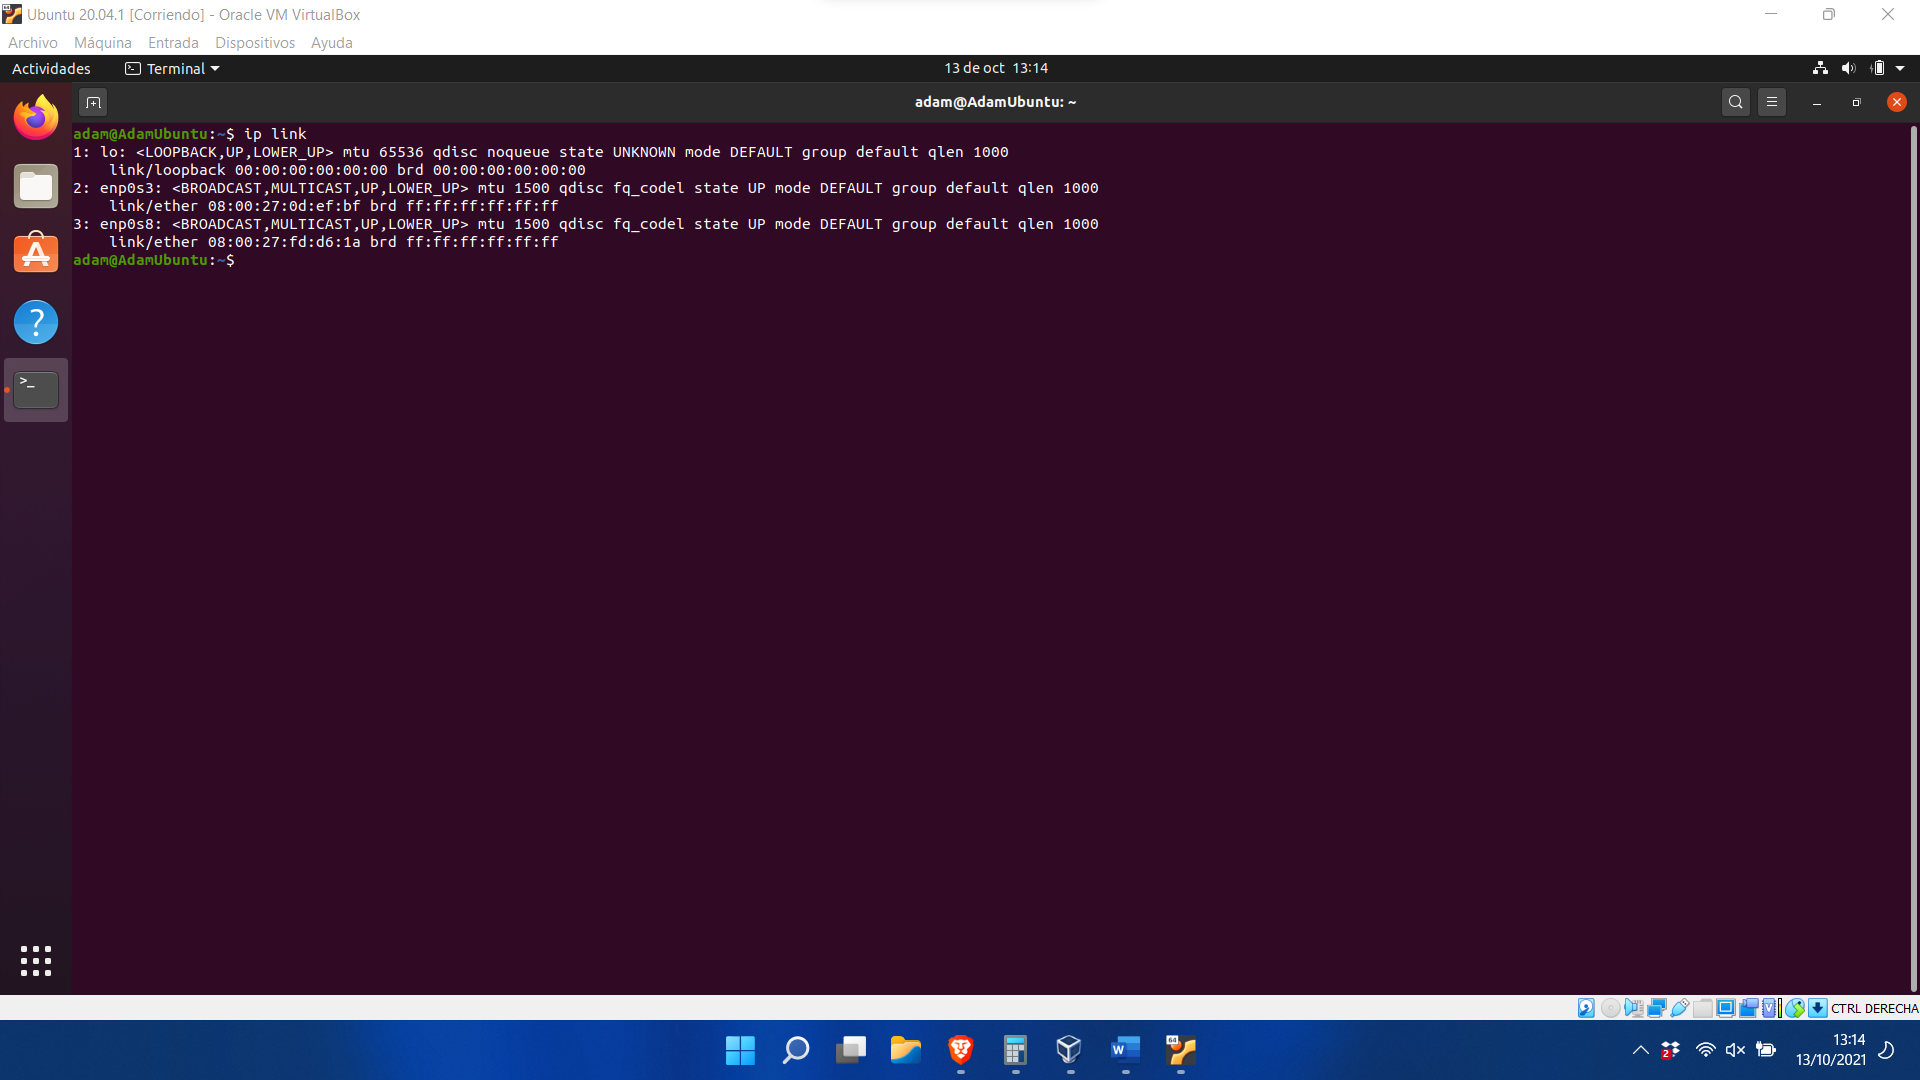 Ubuntu 20.04.1 [Corriendo] - Oracle VM VirtualBox
Archivo Máquina Entrada Dispositivos Ayuda
Actividades Terminal 13 de oct 13:14
adam@AdamUbuntu: ~
adam@AdamUbuntu:~$ ip link
1: lo: <LOOPBACK,UP,LOWER_UP> mtu 65536 qdisc noqueue state UNKNOWN mode DEFAULT group default qlen 1000
    link/loopback 00:00:00:00:00:00 brd 00:00:00:00:00:00
2: enp0s3: <BROADCAST,MULTICAST,UP,LOWER_UP> mtu 1500 qdisc fq_codel state UP mode DEFAULT group default qlen 1000
    link/ether 08:00:27:0d:ef:bf brd ff:ff:ff:ff:ff:ff
3: enp0s8: <BROADCAST,MULTICAST,UP,LOWER_UP> mtu 1500 qdisc fq_codel state UP mode DEFAULT group default qlen 1000
    link/ether 08:00:27:fd:d6:1a brd ff:ff:ff:ff:ff:ff
adam@AdamUbuntu:~$
CTRL DERECHA
13:14
13/10/2021